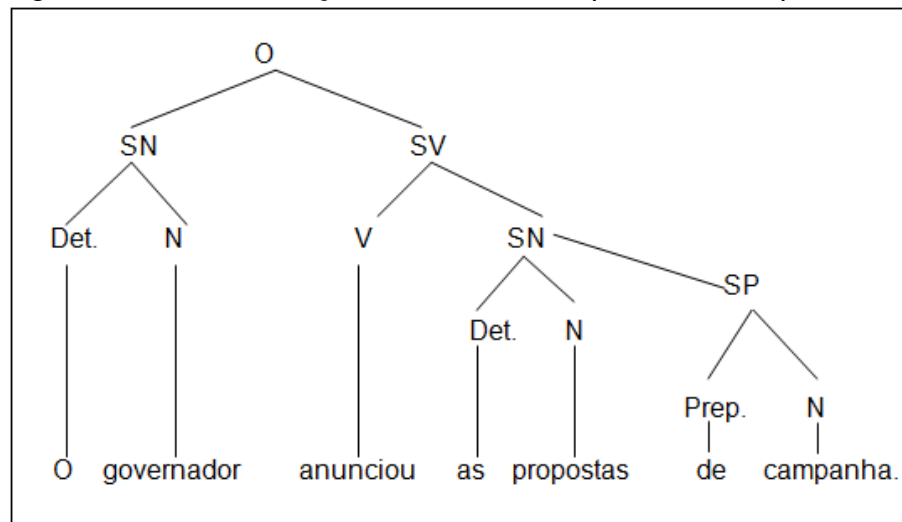 O
SN SV
Det. N V SN
SP
Det. N
Prep. N
O governador anunciou as propostas de campanha.